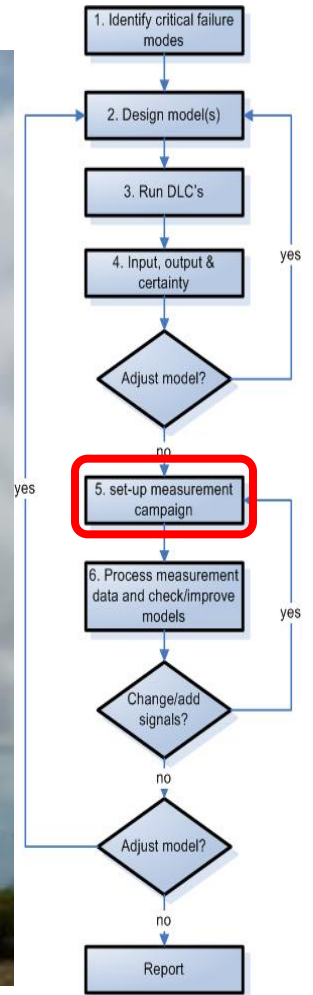 1. Identify critical failure
modes
2. Design model(s)
3. Run DLC's
4. Input, output &
certainty
yes
Adjust model?
no
5. set-up measurement
campaign
yes
6. Process measurement
data and check/improve
models
yes
Change/add
signals?
no
Adjust model?
no
Report